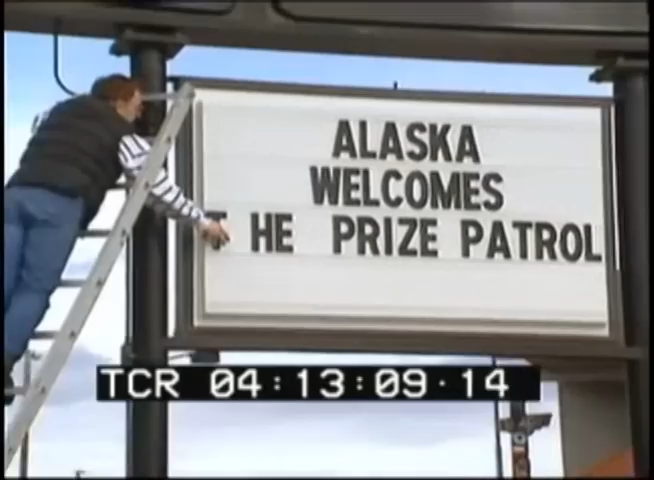 ALASKA
WELCOMES
T HE PRIZE PATROL
TCR 04:13:09.14